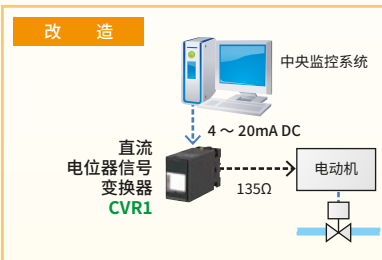 改 造
中央监控系统
4 ～ 20mA DC
直流
电位器信号
变换器
CVR1
135Ω
电动机